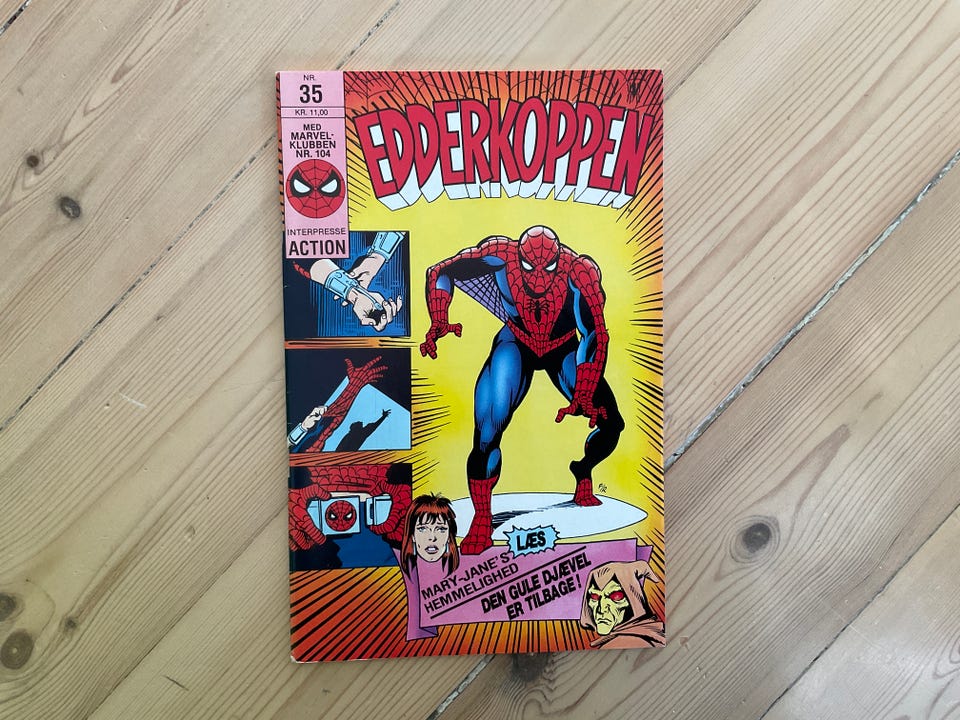 NR.
35
KR. 11,00
MED
MARVEL-
KLUBBEN
NR. 104
INTERPRESSE
ACTION
EDDERKOPPEN
LÆS
MARY-JANE'S
HEMMELIGHED
DEN GULE DJÆVEL
ER TILBAGE!